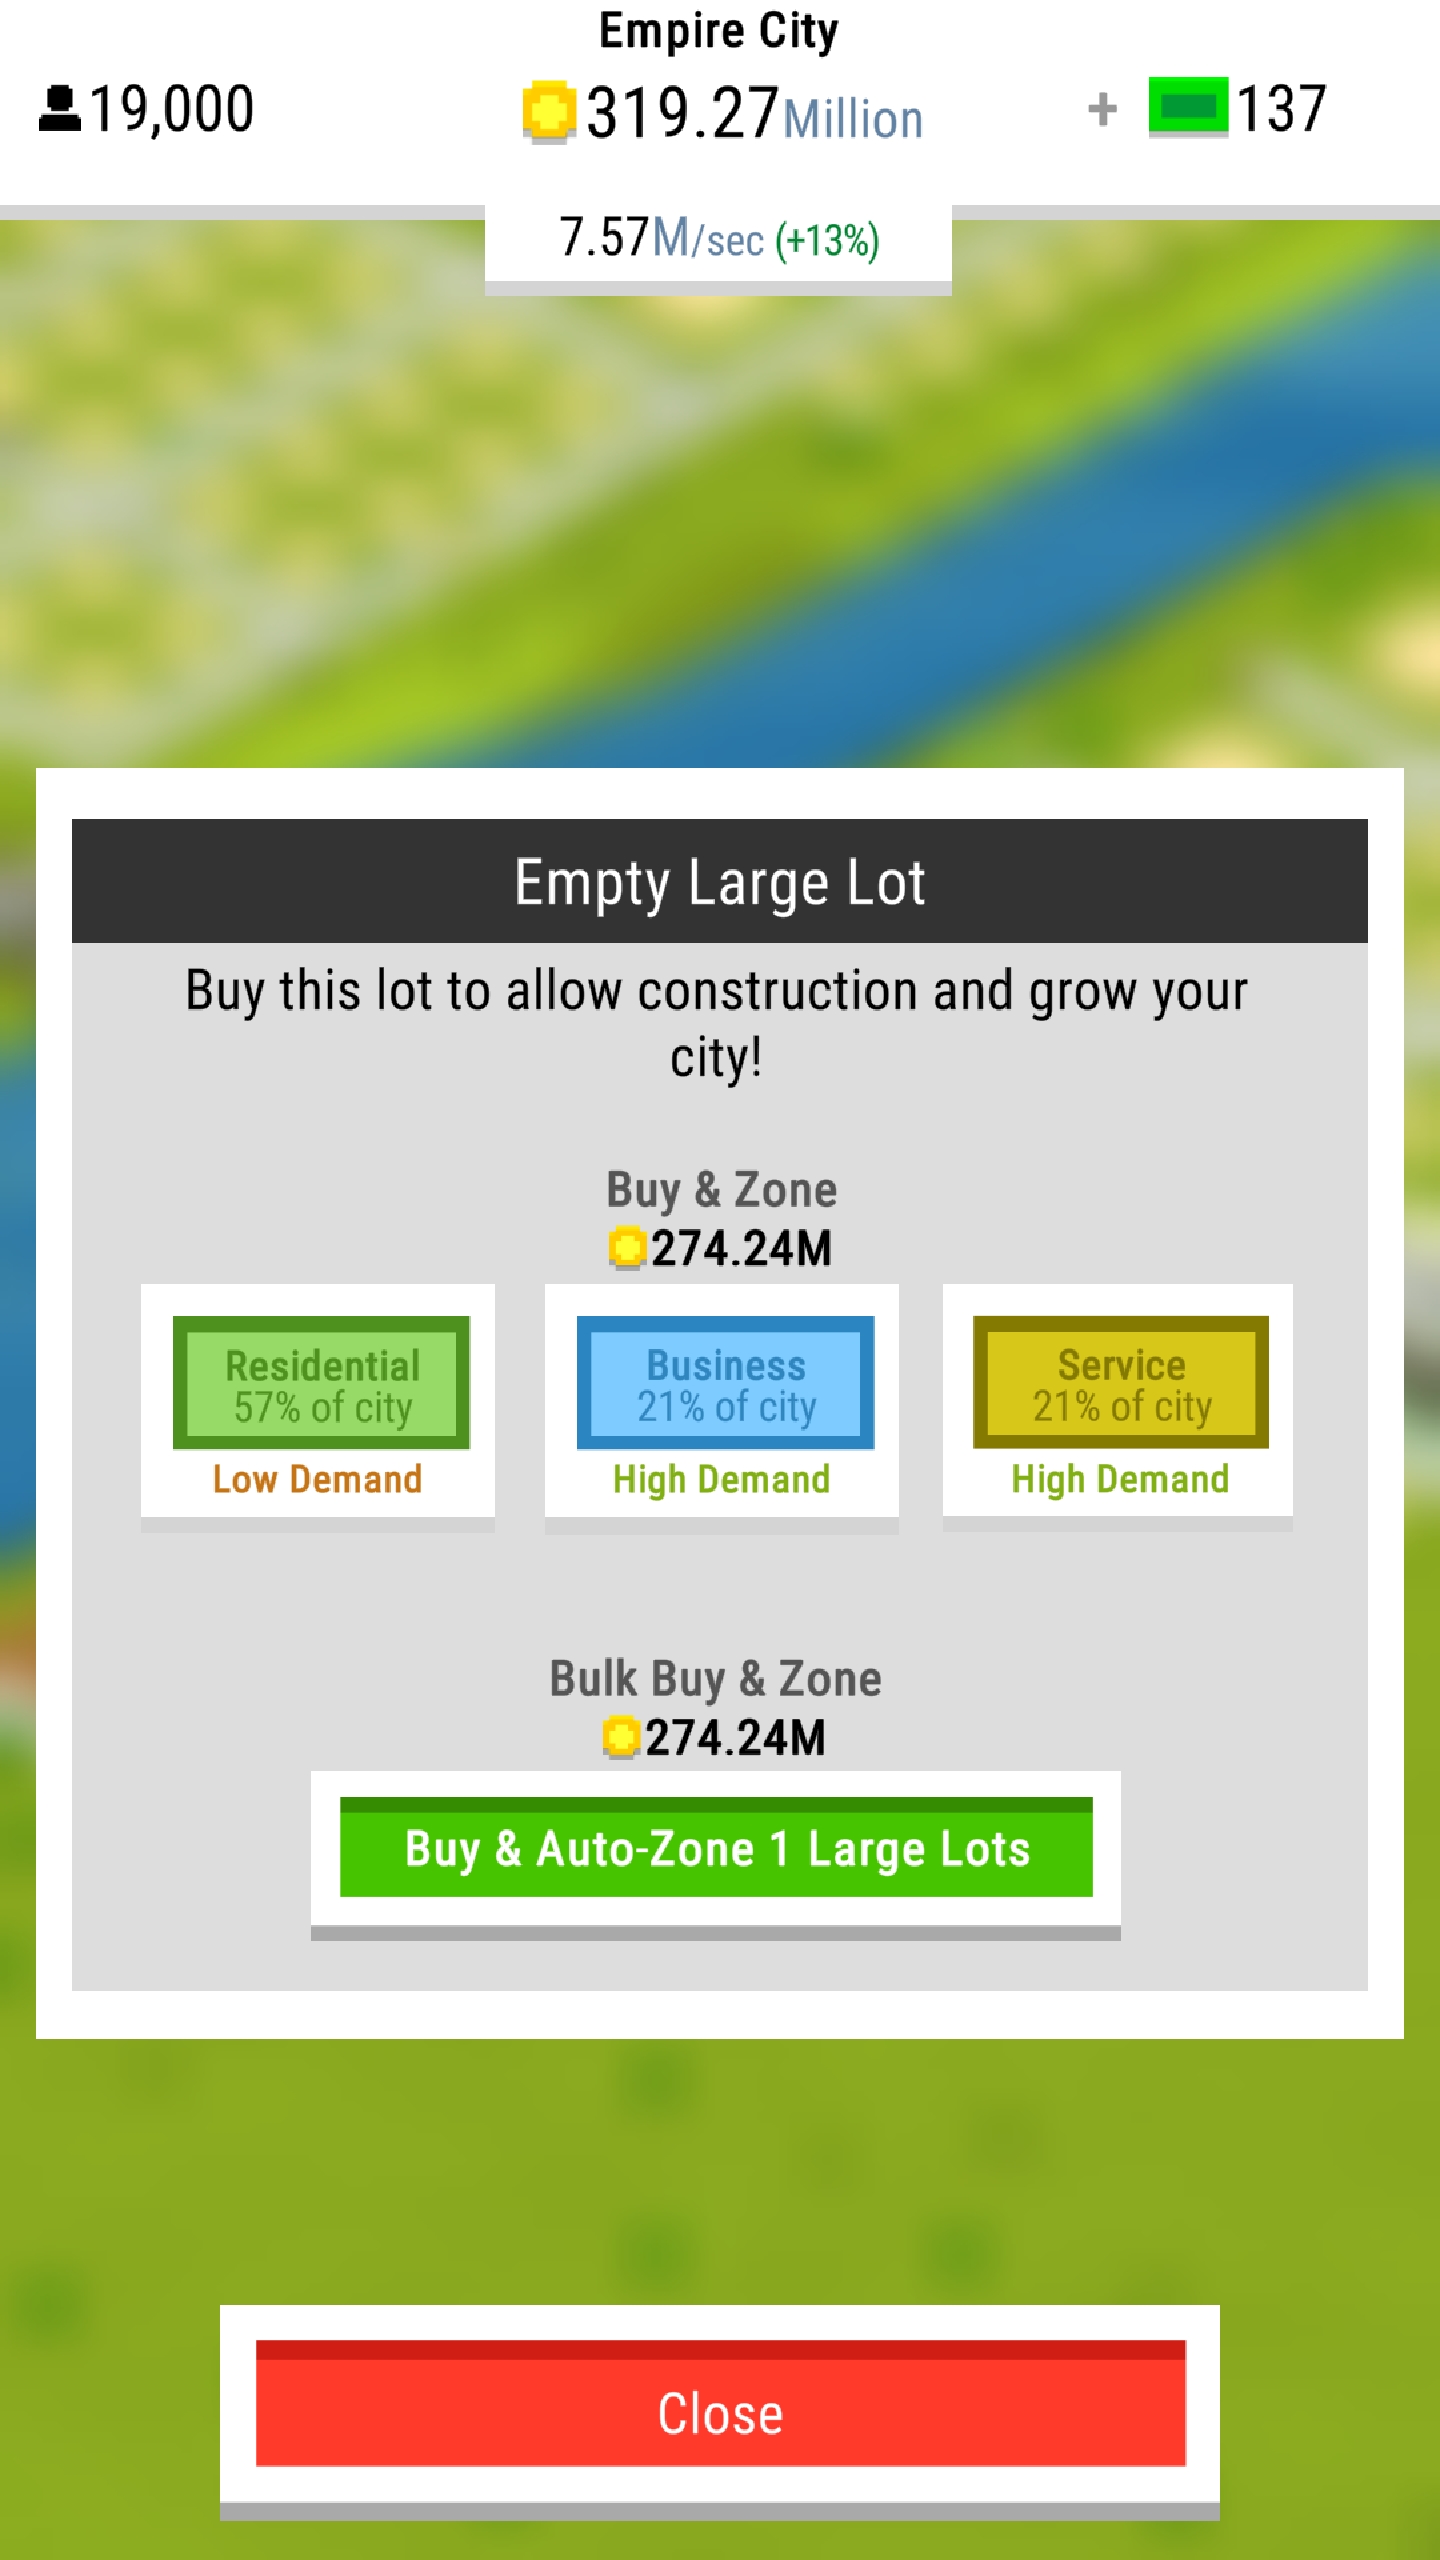 Empire City
19,000
319.27Million
+ 137
7.57M/sec (+13%)
Empty Large Lot
Buy this lot to allow construction and grow your
city!
Buy & Zone
274.24M
Residential
57% of city
Low Demand
Business
21% of city
High Demand
Service
21% of city
High Demand
Bulk Buy & Zone
274.24M
Buy & Auto-Zone 1 Large Lots
Close